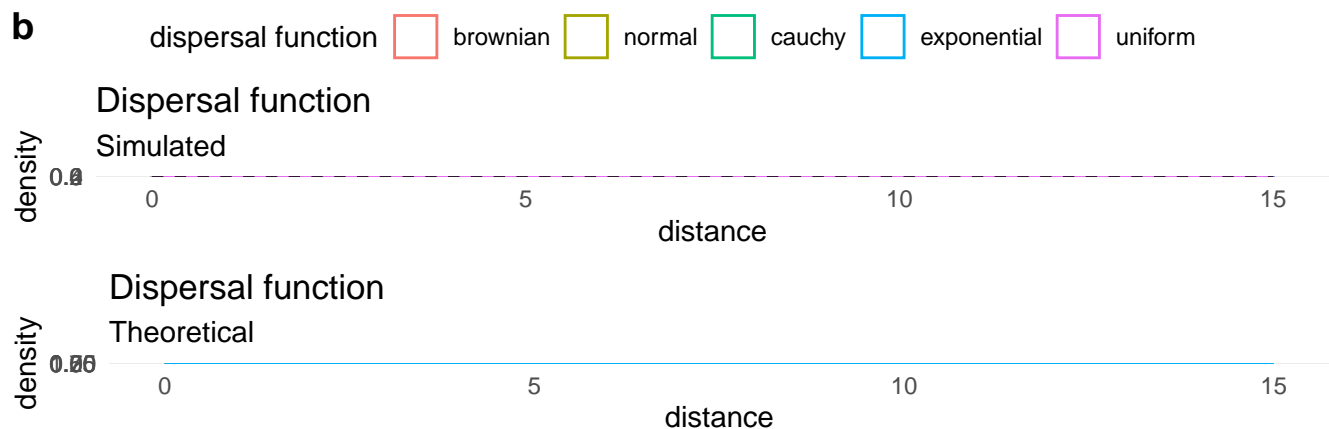 b
dispersal function brownian normal cauchy exponential uniform
Dispersal function
Simulated
density
0 5 10 15
distance
Dispersal function
Theoretical
density
0 5 10 15
distance